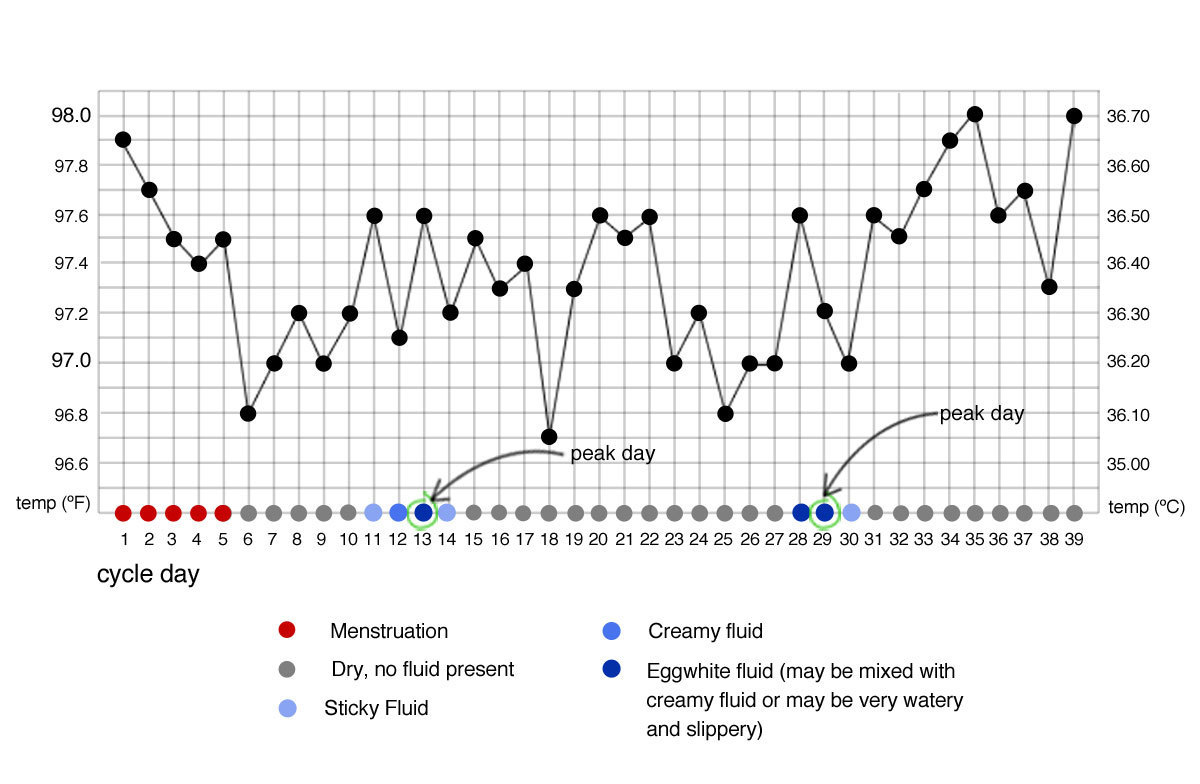 98.0 36.70
97.8 36.60
97.6 36.50
97.4 36.40
97.2 36.30
97.0 36.20
96.8 36.10
peak day
peak day
96.6 35.00
temp (ºF) temp (ºC)
1 2 3 4 5 6 7 8 9 10 11 12 13 14 15 16 17 18 19 20 21 22 23 24 25 26 27 28 29 30 31 32 33 34 35 36 37 38 39
cycle day
Menstruation
Dry, no fluid present
Sticky Fluid
Creamy fluid
Eggwhite fluid (may be mixed with
creamy fluid or may be very watery
and slippery)